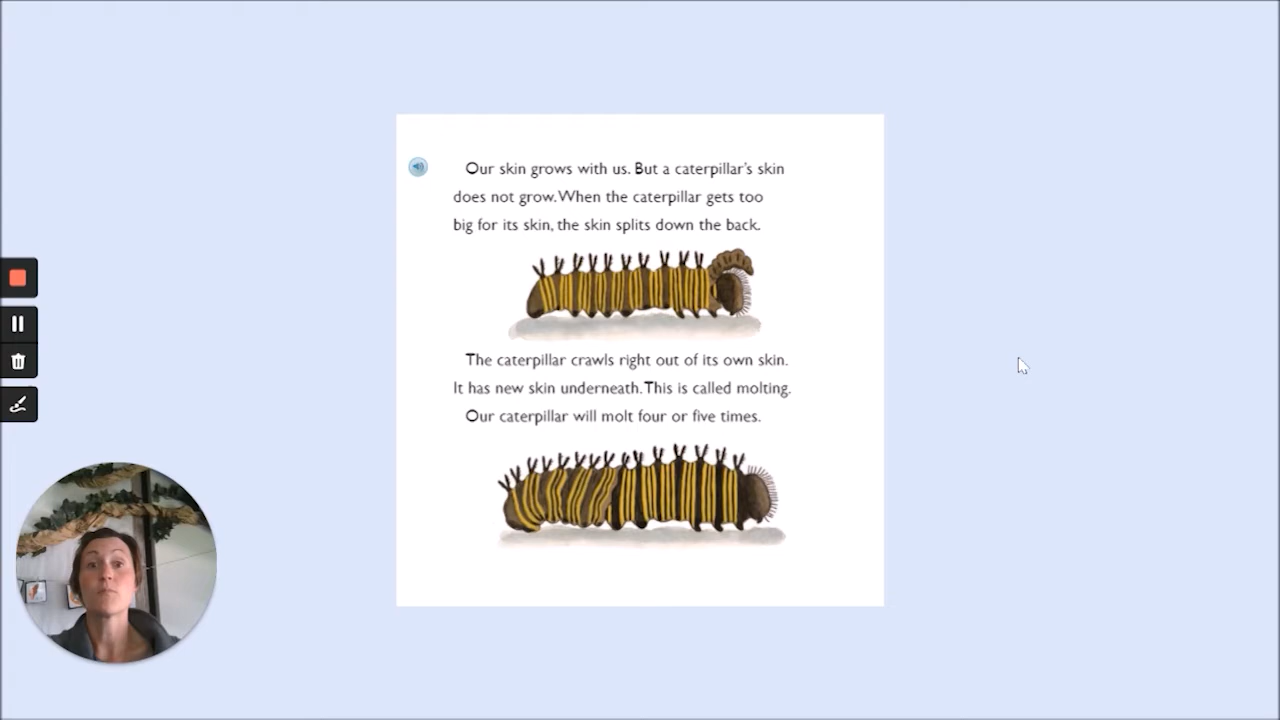 Our skin grows with us. But a caterpillar's skin
does not grow. When the caterpillar gets too
big for its skin, the skin splits down the back.
The caterpillar crawls right out of its own skin.
It has new skin underneath. This is called molting.
Our caterpillar will molt four or five times.